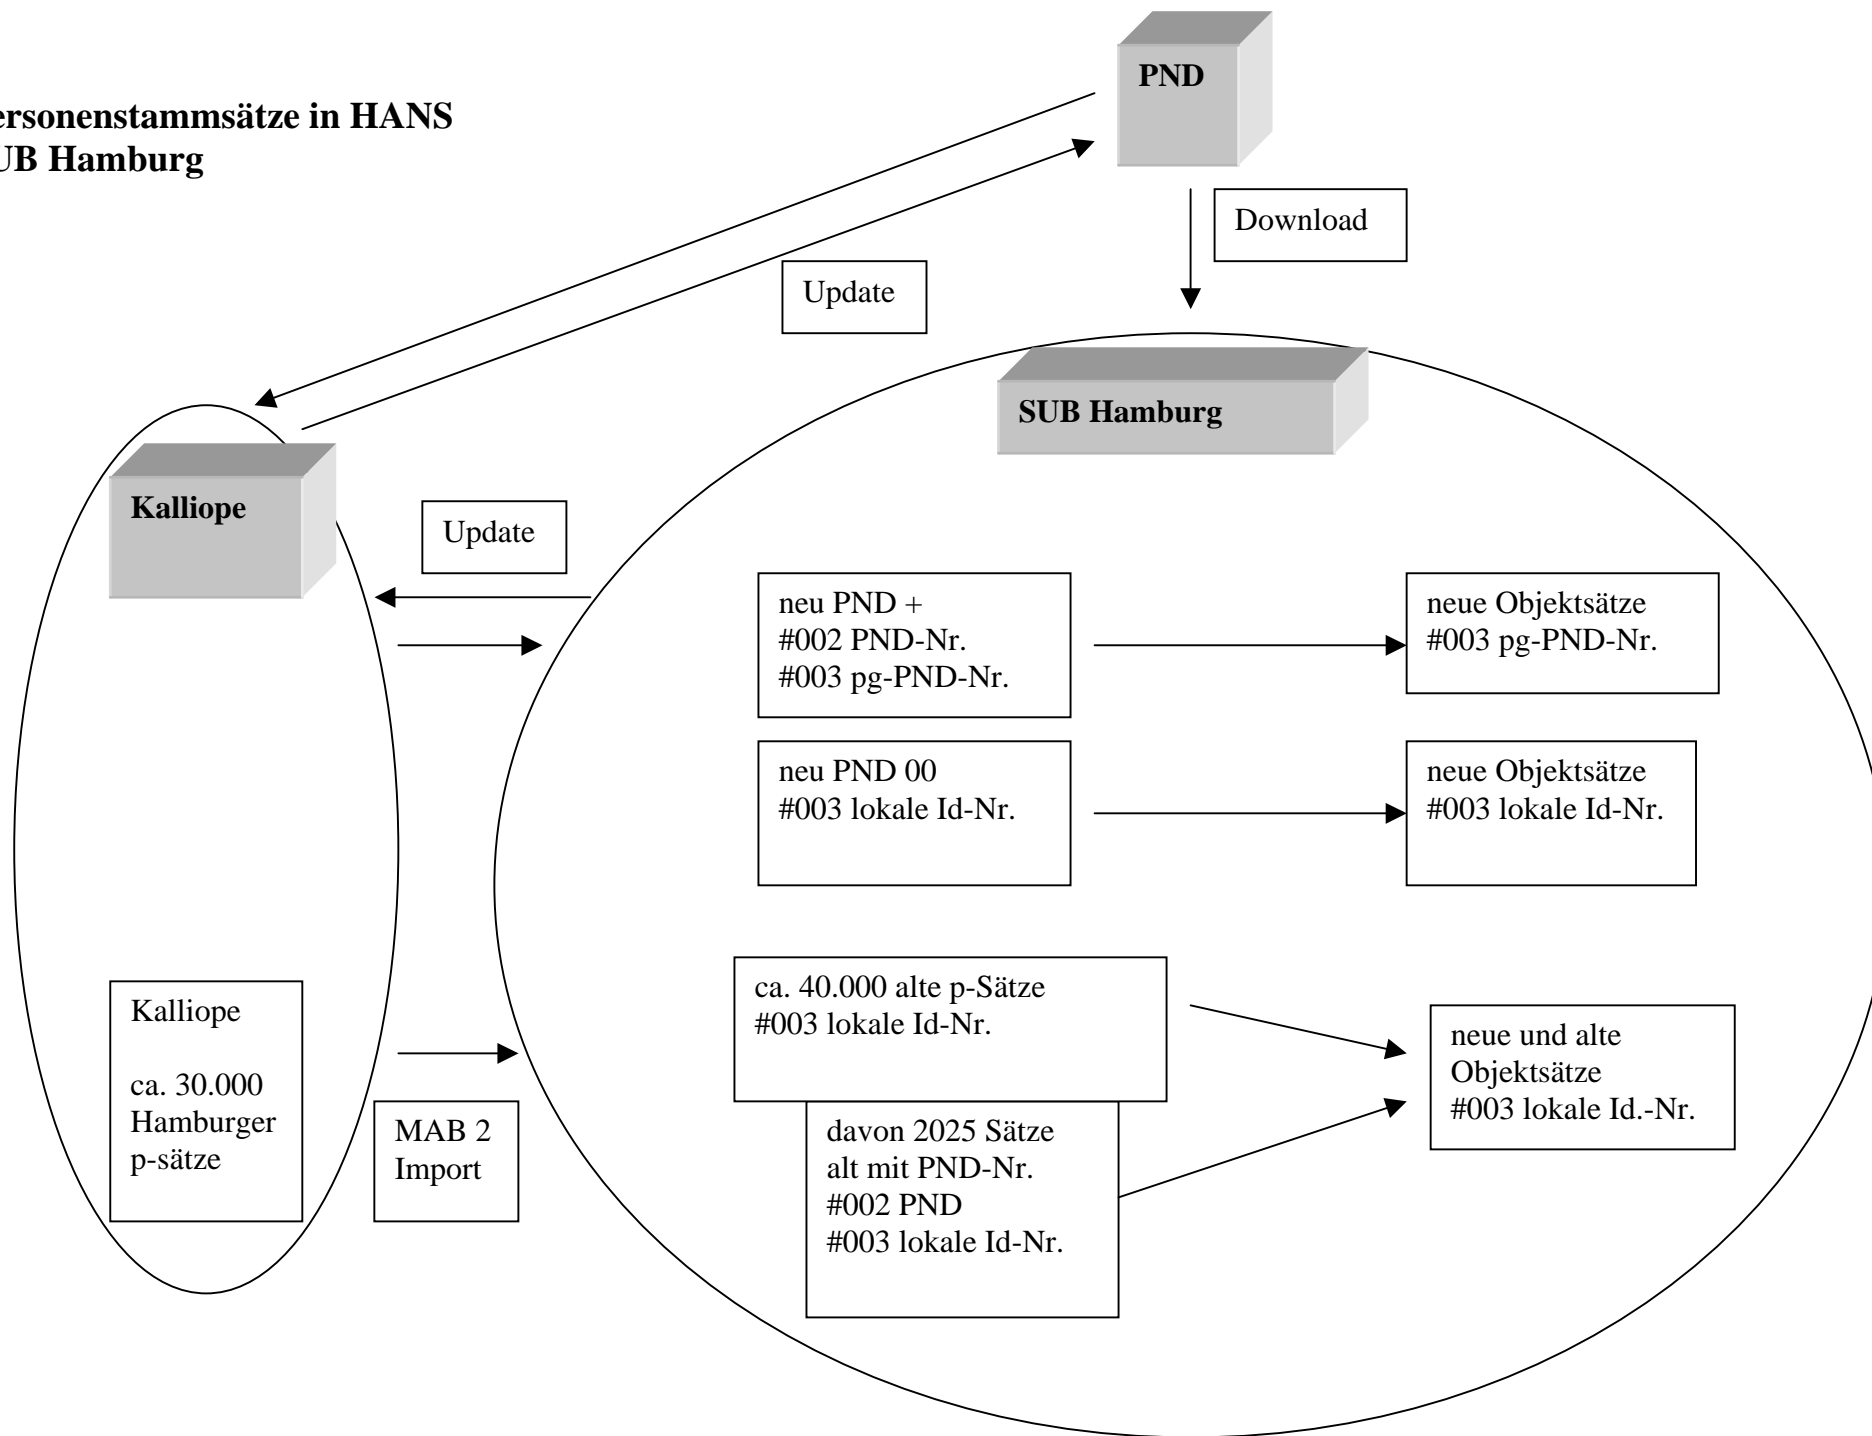 ersonenstammsätze in HANS
UB Hamburg
PND
Download
Update
SUB Hamburg
Kalliope
Update
neu PND +
#002 PND-Nr.
#003 pg-PND-Nr.
neue Objektsätze
#003 pg-PND-Nr.
neu PND 00
#003 lokale Id-Nr.
neue Objektsätze
#003 lokale Id-Nr.
ca. 40.000 alte p-Sätze
#003 lokale Id-Nr.
neue und alte
Objektsätze
#003 lokale Id.-Nr.
Kalliope
ca. 30.000
Hamburger
p-sätze
MAB 2
Import
davon 2025 Sätze
alt mit PND-Nr.
#002 PND
#003 lokale Id-Nr.